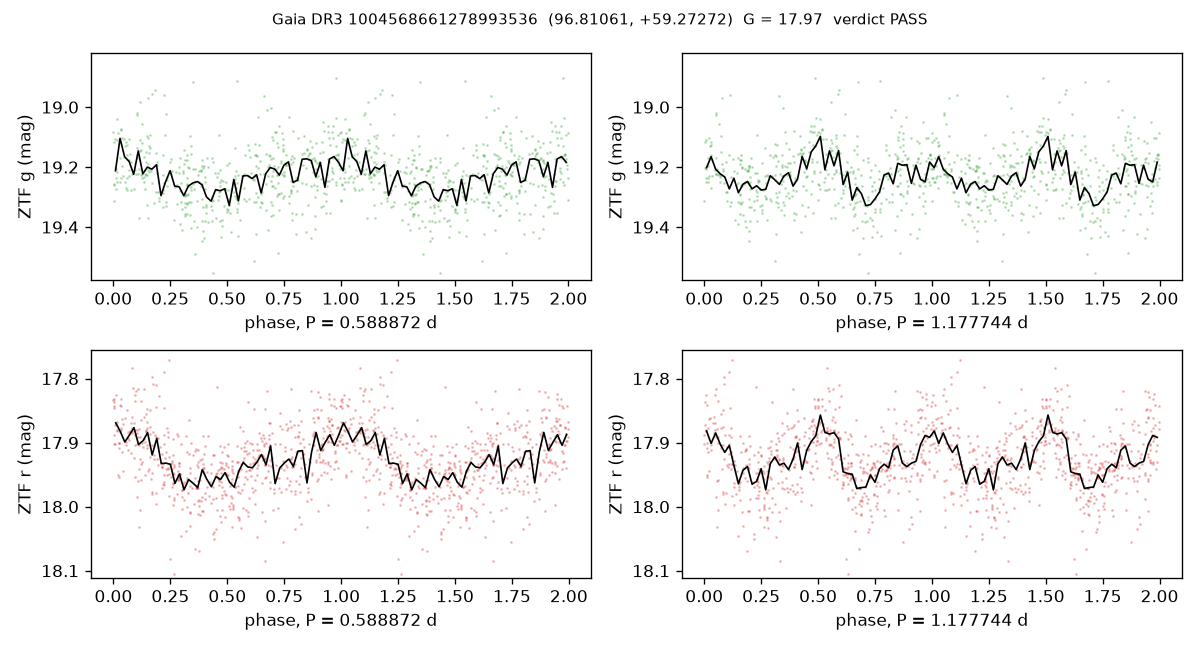 Gaia DR3 1004568661278993536 (96.81061, +59.27272) G = 17.97 verdict PASS
ZTF g (mag)
19.0
19.2
19.4
0.00 0.25 0.50 0.75 1.00 1.25 1.50 1.75 2.00
phase, P = 0.588872 d
ZTF g (mag)
19.0
19.2
19.4
0.00 0.25 0.50 0.75 1.00 1.25 1.50 1.75 2.00
phase, P = 1.177744 d
ZTF r (mag)
17.8
17.9
18.0
18.1
0.00 0.25 0.50 0.75 1.00 1.25 1.50 1.75 2.00
phase, P = 0.588872 d
ZTF r (mag)
17.8
17.9
18.0
18.1
0.00 0.25 0.50 0.75 1.00 1.25 1.50 1.75 2.00
phase, P = 1.177744 d